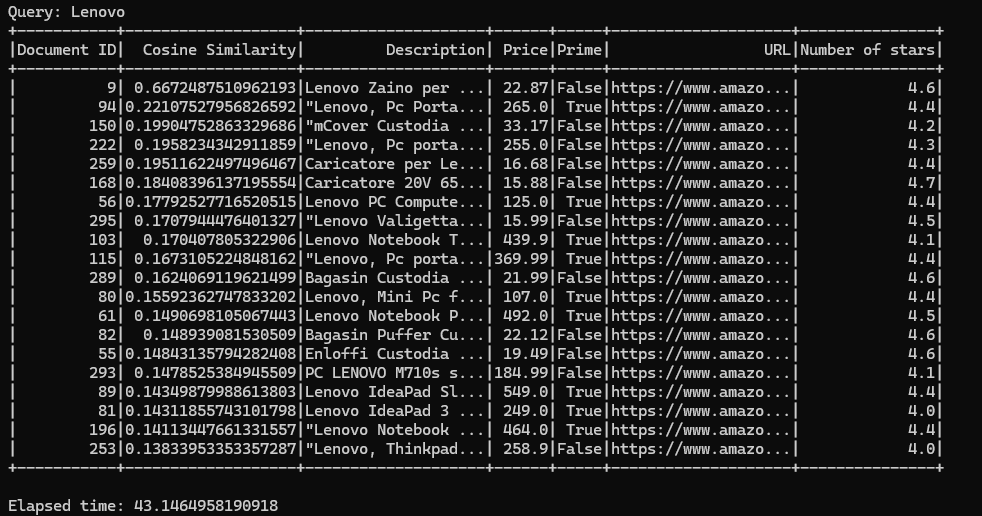 Query: Lenovo
+-----------+-------------------+--------------------+------+-----+--------------------+---------------+
|Document ID|  Cosine Similarity|         Description| Price|Prime|                 URL|Number of stars|
+-----------+-------------------+--------------------+------+-----+--------------------+---------------+
|          9| 0.66724887510962193|Lenovo Zaino per ...| 22.87|False|https://www.amazo...|            4.6|
|         94|0.22107527956826592|"Lenovo, Pc Porta...| 265.0| True|https://www.amazo...|            4.4|
|        150|0.19904752863329686|"mCover Custodia ...| 33.17|False|https://www.amazo...|            4.2|
|        222| 0.1958234342911859|"Lenovo, Pc porta...| 255.0|False|https://www.amazo...|            4.3|
|        259|0.19511622497496467|Caricatore per Le...| 16.68|False|https://www.amazo...|            4.4|
|        168|0.18408396137195554|Caricatore 20V 65...| 15.88|False|https://www.amazo...|            4.7|
|         56|0.17792527716520515|Lenovo PC Compute...| 125.0| True|https://www.amazo...|            4.4|
|        295| 0.1707944476401327|"Lenovo Valigetta...| 15.99|False|https://www.amazo...|            4.5|
|        103|  0.170407805322906|Lenovo Notebook T...| 439.9| True|https://www.amazo...|            4.1|
|        115| 0.1673105224848162|"Lenovo, Pc porta...|369.99| True|https://www.amazo...|            4.4|
|        289| 0.1624069119621499|Bagasin Custodia ...| 21.99|False|https://www.amazo...|            4.6|
|         80|0.15592362747833202|Lenovo, Mini Pc f...| 107.0| True|https://www.amazo...|            4.4|
|         61| 0.1490698105067443|Lenovo Notebook P...| 492.0| True|https://www.amazo...|            4.5|
|         82|  0.148939081530509|Bagasin Puffer Cu...| 22.12|False|https://www.amazo...|            4.6|
|         55|0.14843135794282408|Enloffi Custodia ...| 19.49|False|https://www.amazo...|            4.6|
|        293| 0.1478525384945509|PC LENOVO M710s s...|184.99|False|https://www.amazo...|            4.1|
|         89|0.14349879988613803|Lenovo IdeaPad Sl...| 549.0| True|https://www.amazo...|            4.4|
|         81|0.14311855743101798|Lenovo IdeaPad 3 ...| 249.0| True|https://www.amazo...|            4.0|
|        196|0.14113447661331557|"Lenovo Notebook ...| 464.0| True|https://www.amazo...|            4.4|
|        253|0.13833953353357287|"Lenovo, Thinkpad...| 258.9|False|https://www.amazo...|            4.0|
+-----------+-------------------+--------------------+------+-----+--------------------+---------------+
Elapsed time: 43.1464958190918